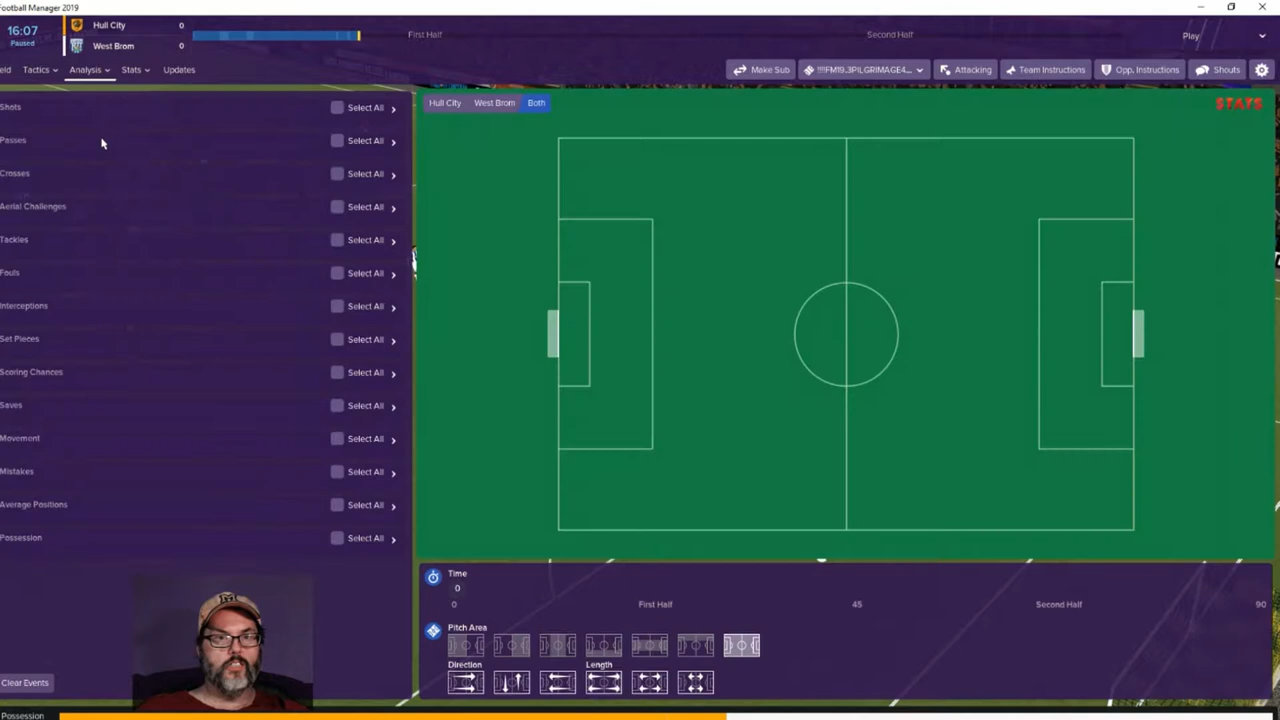 Football Manager 2019
16:07
Paused
Hull City 0
West Brom 0
First Half
Second Half
Play
eld Tactics Analysis Stats Updates
Make Sub
!!!!FM19.3PILGRIMAGE4...
Attacking
Team Instructions
Opp. Instructions
Shouts
Shots Select All
Passes Select All
Crosses Select All
Aerial Challenges Select All
Tackles Select All
Fouls Select All
Interceptions Select All
Set Pieces Select All
Scoring Chances Select All
Saves Select All
Movement Select All
Mistakes Select All
Average Positions Select All
Possession Select All
Clear Events
Hull City West Brom Both
STATS
Time
0
0 First Half 45 Second Half 90
Pitch Area
Direction Length
Possession